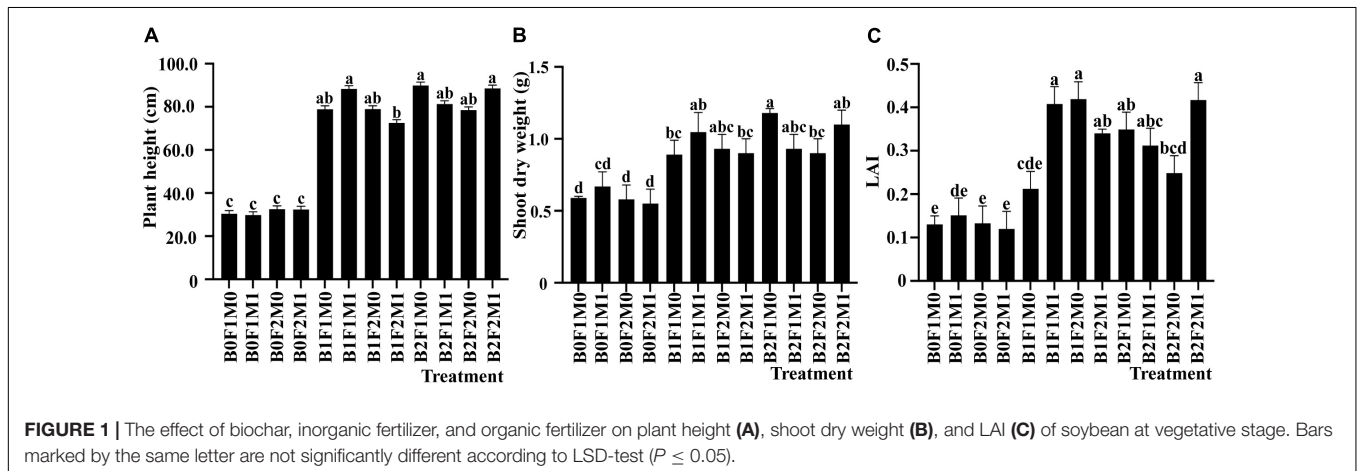 A
Plant height (cm)
100.0
80.0
60.0
40.0
20.0
0
c c c c ab a ab b a ab ab a
B0F1M0 B0F1M1 B0F2M0 B0F2M1 B1F1M0 B1F1M1 B1F2M0 B1F2M1 B2F1M0 B2F1M1 B2F2M0 B2F2M1
Treatment
B
Shoot dry weight (g)
1.5
1.0
0.5
0
d cd d d bc ab abc bc a abc bc ab
B0F1M0 B0F1M1 B0F2M0 B0F2M1 B1F1M0 B1F1M1 B1F2M0 B1F2M1 B2F1M0 B2F1M1 B2F2M0 B2F2M1
Treatment
C
LAI
0.5
0.4
0.3
0.2
0.1
0
e de e e cde a a ab ab abc bcd a
B0F1M0 B0F1M1 B0F2M0 B0F2M1 B1F1M0 B1F1M1 B1F2M0 B1F2M1 B2F1M0 B2F1M1 B2F2M0 B2F2M1
Treatment
FIGURE 1 | The effect of biochar, inorganic fertilizer, and organic fertilizer on plant height (A), shoot dry weight (B), and LAI (C) of soybean at vegetative stage. Bars
marked by the same letter are not significantly different according to LSD-test (P ≤ 0.05).